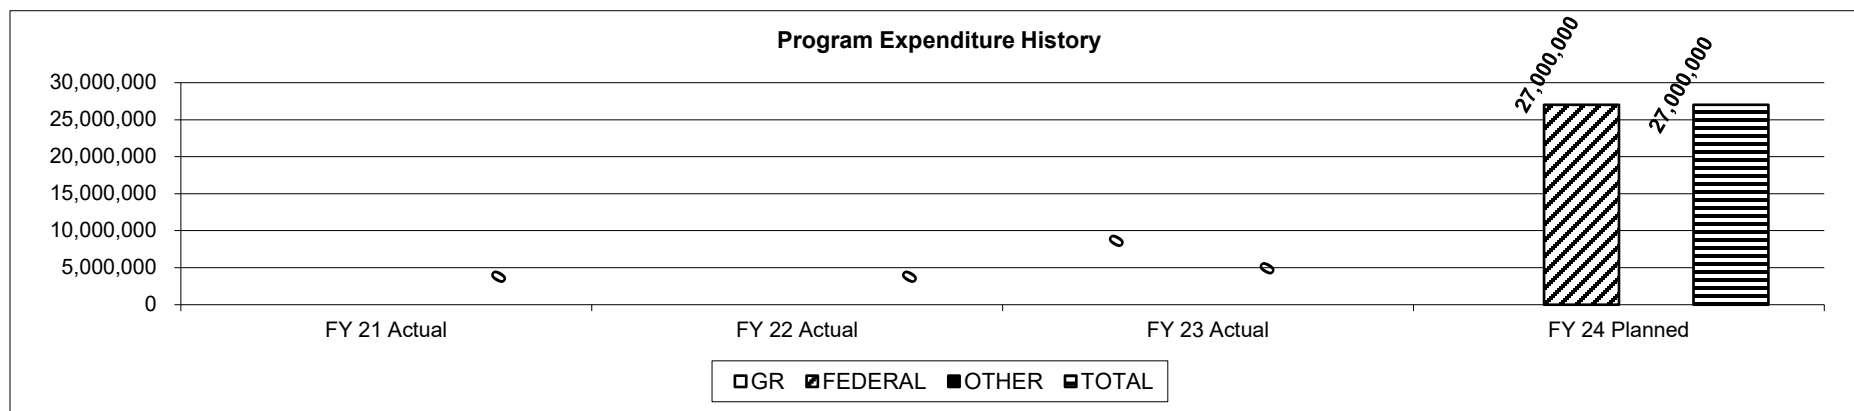 Program Expenditure History
30,000,000
25,000,000
20,000,000
15,000,000
10,000,000
5,000,000
0
0
0
0
0
27,000,000
27,000,000
FY 21 Actual
FY 22 Actual
FY 23 Actual
FY 24 Planned
GR FEDERAL OTHER TOTAL